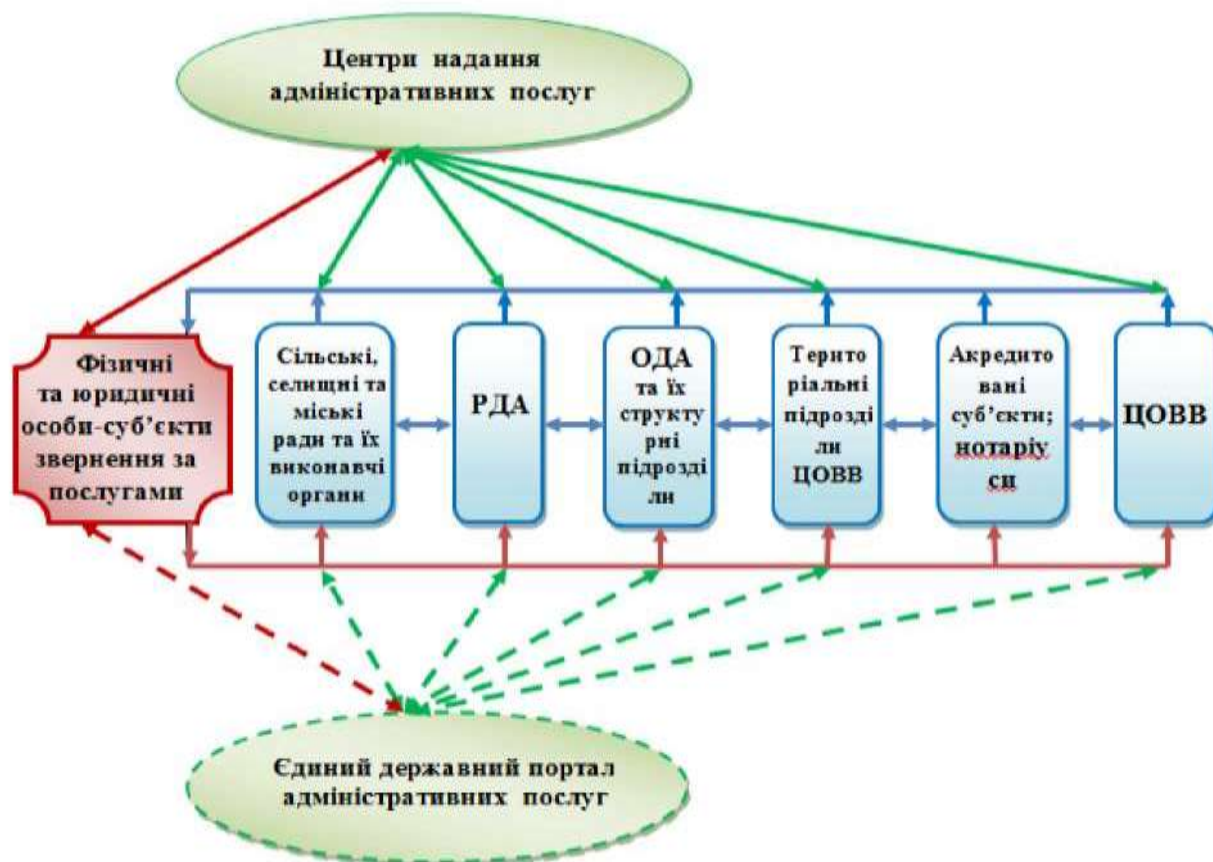 Центри надання
адміністративних послуг
Фізичні
та юридичні
особи-суб’єкти
звернення за
послугами
Сільські,
селищні та
міські
ради та їх
виконавчі
органи
РДА
ОДА
та їх
структу
рні
підрозді
ли
Терито
ріальні
підрозді
ли
ЦОВВ
Акредито
вані
суб’єкти;
нотаріу
си
ЦОВВ
Єдиний державний портал
адміністративних послуг